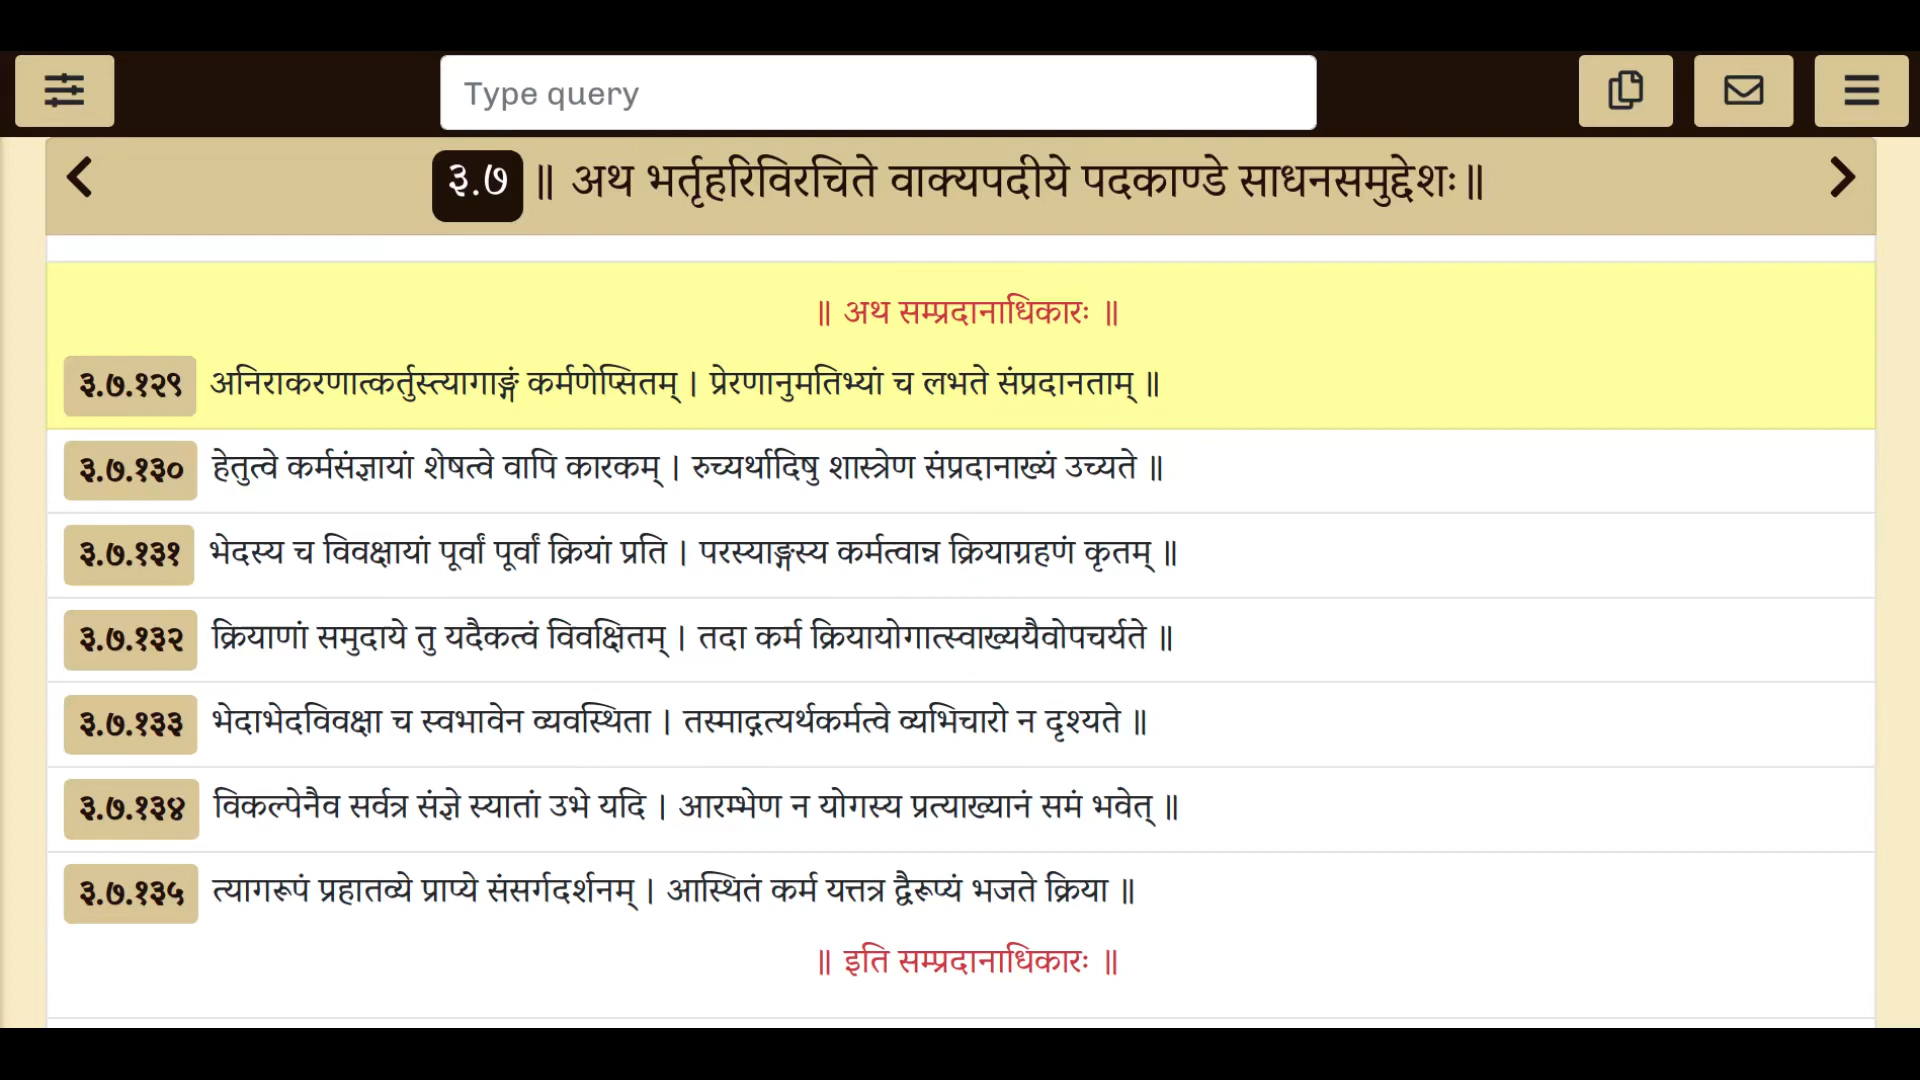 Type query
३.७ ॥ अथ भर्तृहरिविरचिते वाक्यपदीये पदकाण्डे साधनसमुद्देशः॥
॥ अथ सम्प्रदानाधिकारः ॥
३.७.१२९ अनिराकरणात्कर्तुस्त्यागाङ्गं कर्मणेप्सितम् । प्रेरणानुमतिभ्यां च लभते संप्रदानताम् ॥
३.७.१३० हेतुत्वे कर्मसंज्ञायां शेषत्वे वापि कारकम् । रुच्यर्थादिषु शास्त्रेण संप्रदानाख्यं उच्यते ॥
३.७.१३१ भेदस्य च विवक्षायां पूर्वां पूर्वां क्रियां प्रति । परस्याङ्गस्य कर्मत्वान्न क्रियाग्रहणं कृतम् ॥
३.७.१३२ क्रियाणां समुदाये तु यदैकत्वं विवक्षितम् । तदा कर्म क्रियायोगात्स्वाख्ययैवोपचर्यते ॥
३.७.१३३ भेदाभेदविवक्षा च स्वभावेन व्यवस्थिता । तस्माद्गत्यर्थकर्मत्वे व्यभिचारो न दृश्यते ॥
३.७.१३४ विकल्पेनैव सर्वत्र संज्ञे स्यातां उभे यदि । आरम्भेण न योगस्य प्रत्याख्यानं समं भवेत् ॥
३.७.१३५ त्यागरूपं प्रहातव्ये प्राप्ये संसर्गदर्शनम् । आस्थितं कर्म यत्तत्र द्वैरूप्यं भजते क्रिया ॥
॥ इति सम्प्रदानाधिकारः ॥